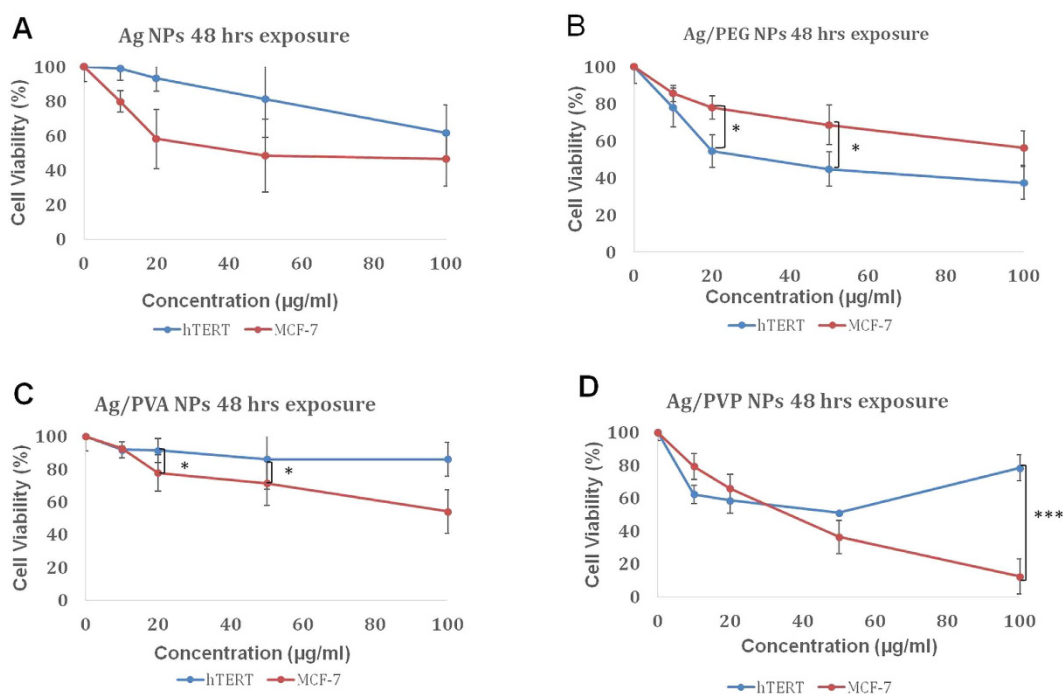 A
Ag NPs 48 hrs exposure
Cell Viability (%)
100
80
60
40
20
0
0 20 40 60 80 100
Concentration (µg/ml)
hTERT MCF-7
B
Ag/PEG NPs 48 hrs exposure
Cell Viability (%)
100
80
60
40
20
0
*
*
0 20 40 60 80 100
Concentration (µg/ml)
hTERT MCF-7
C
Ag/PVA NPs 48 hrs exposure
Cell Viability (%)
100
80
60
40
20
0
*
*
0 20 40 60 80 100
Concentration (µg/ml)
hTERT MCF-7
D
Ag/PVP NPs 48 hrs exposure
Cell Viability (%)
100
80
60
40
20
0
***
0 20 40 60 80 100
Concentration (µg/ml)
hTERT MCF-7